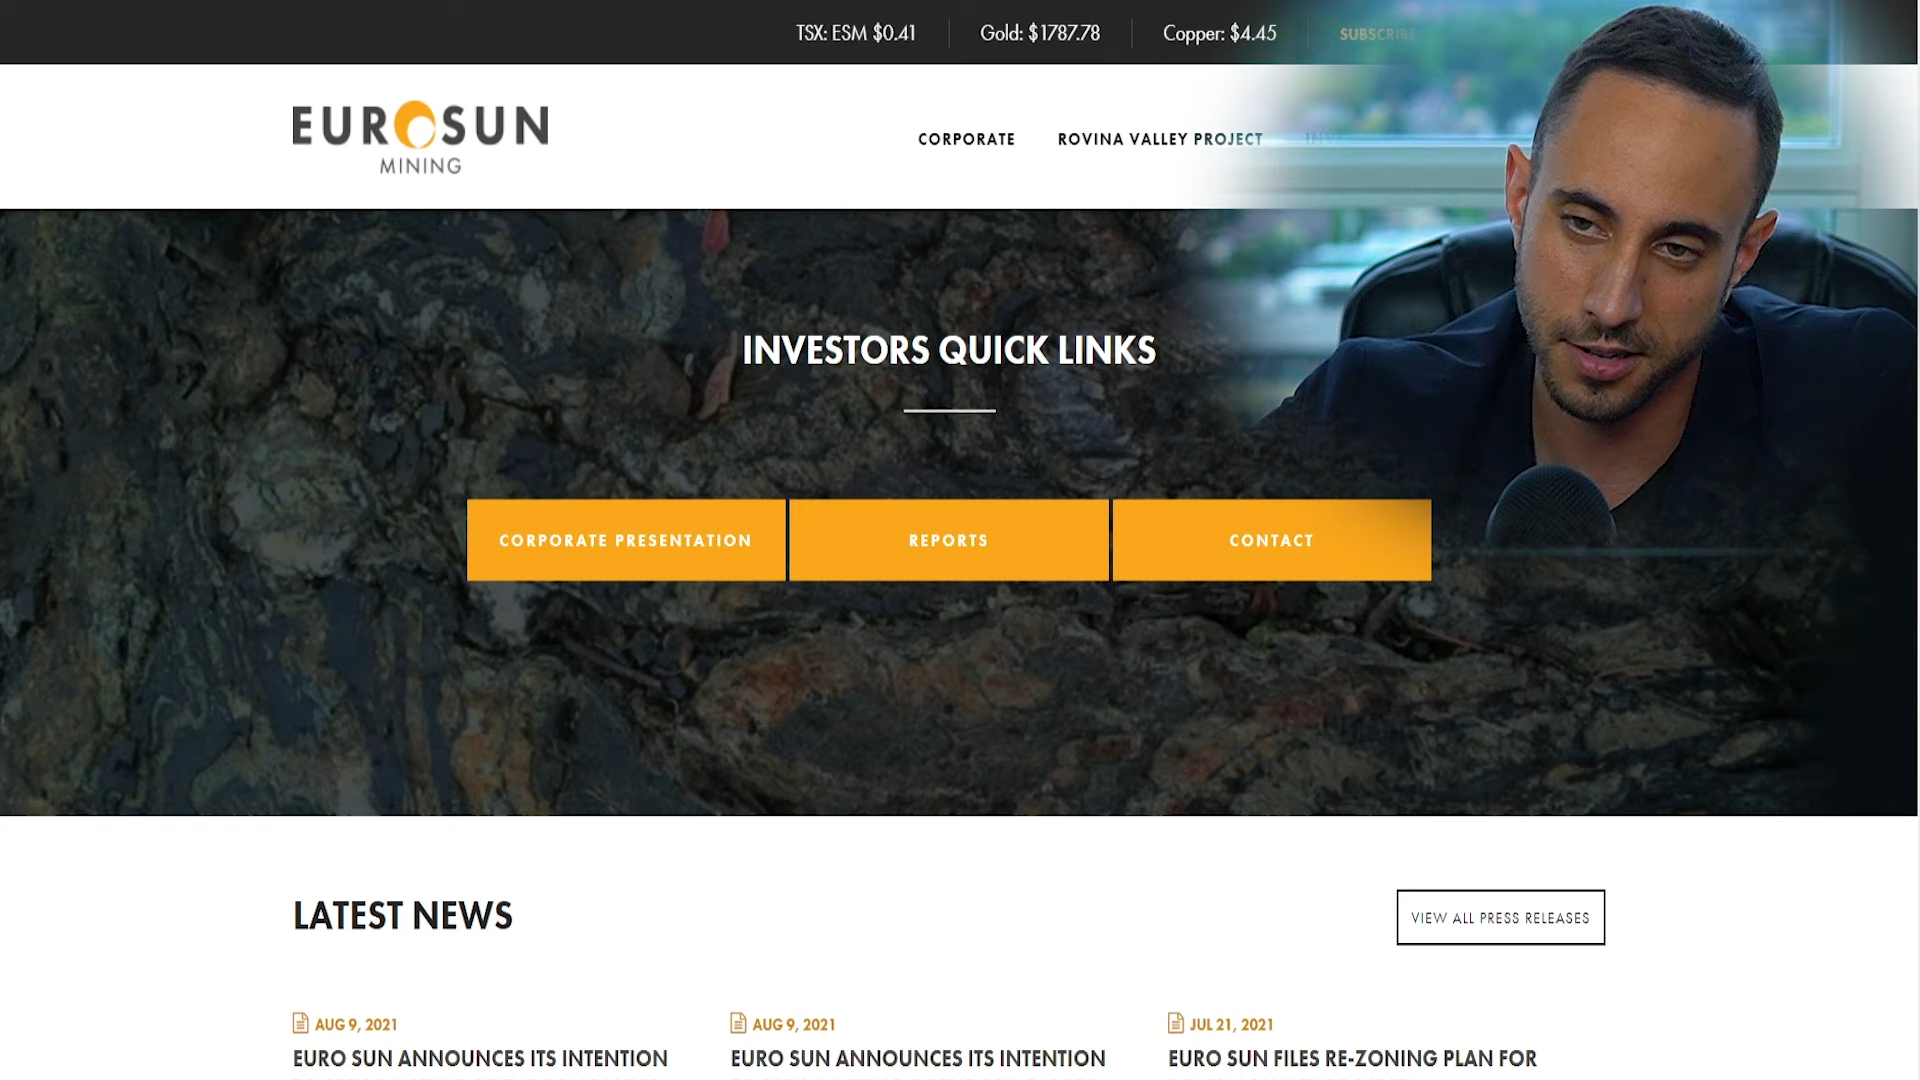 TSX: ESM $0.41
Gold: $1787.78
Copper: $4.45
SUBSCRIBE
EUROSUN
MINING
CORPORATE
ROVINA VALLEY PROJECT
INVESTORS QUICK LINKS
CORPORATE PRESENTATION
REPORTS
CONTACT
LATEST NEWS
VIEW ALL PRESS RELEASES
AUG 9, 2021
EURO SUN ANNOUNCES ITS INTENTION
AUG 9, 2021
EURO SUN ANNOUNCES ITS INTENTION
JUL 21, 2021
EURO SUN FILES RE-ZONING PLAN FOR